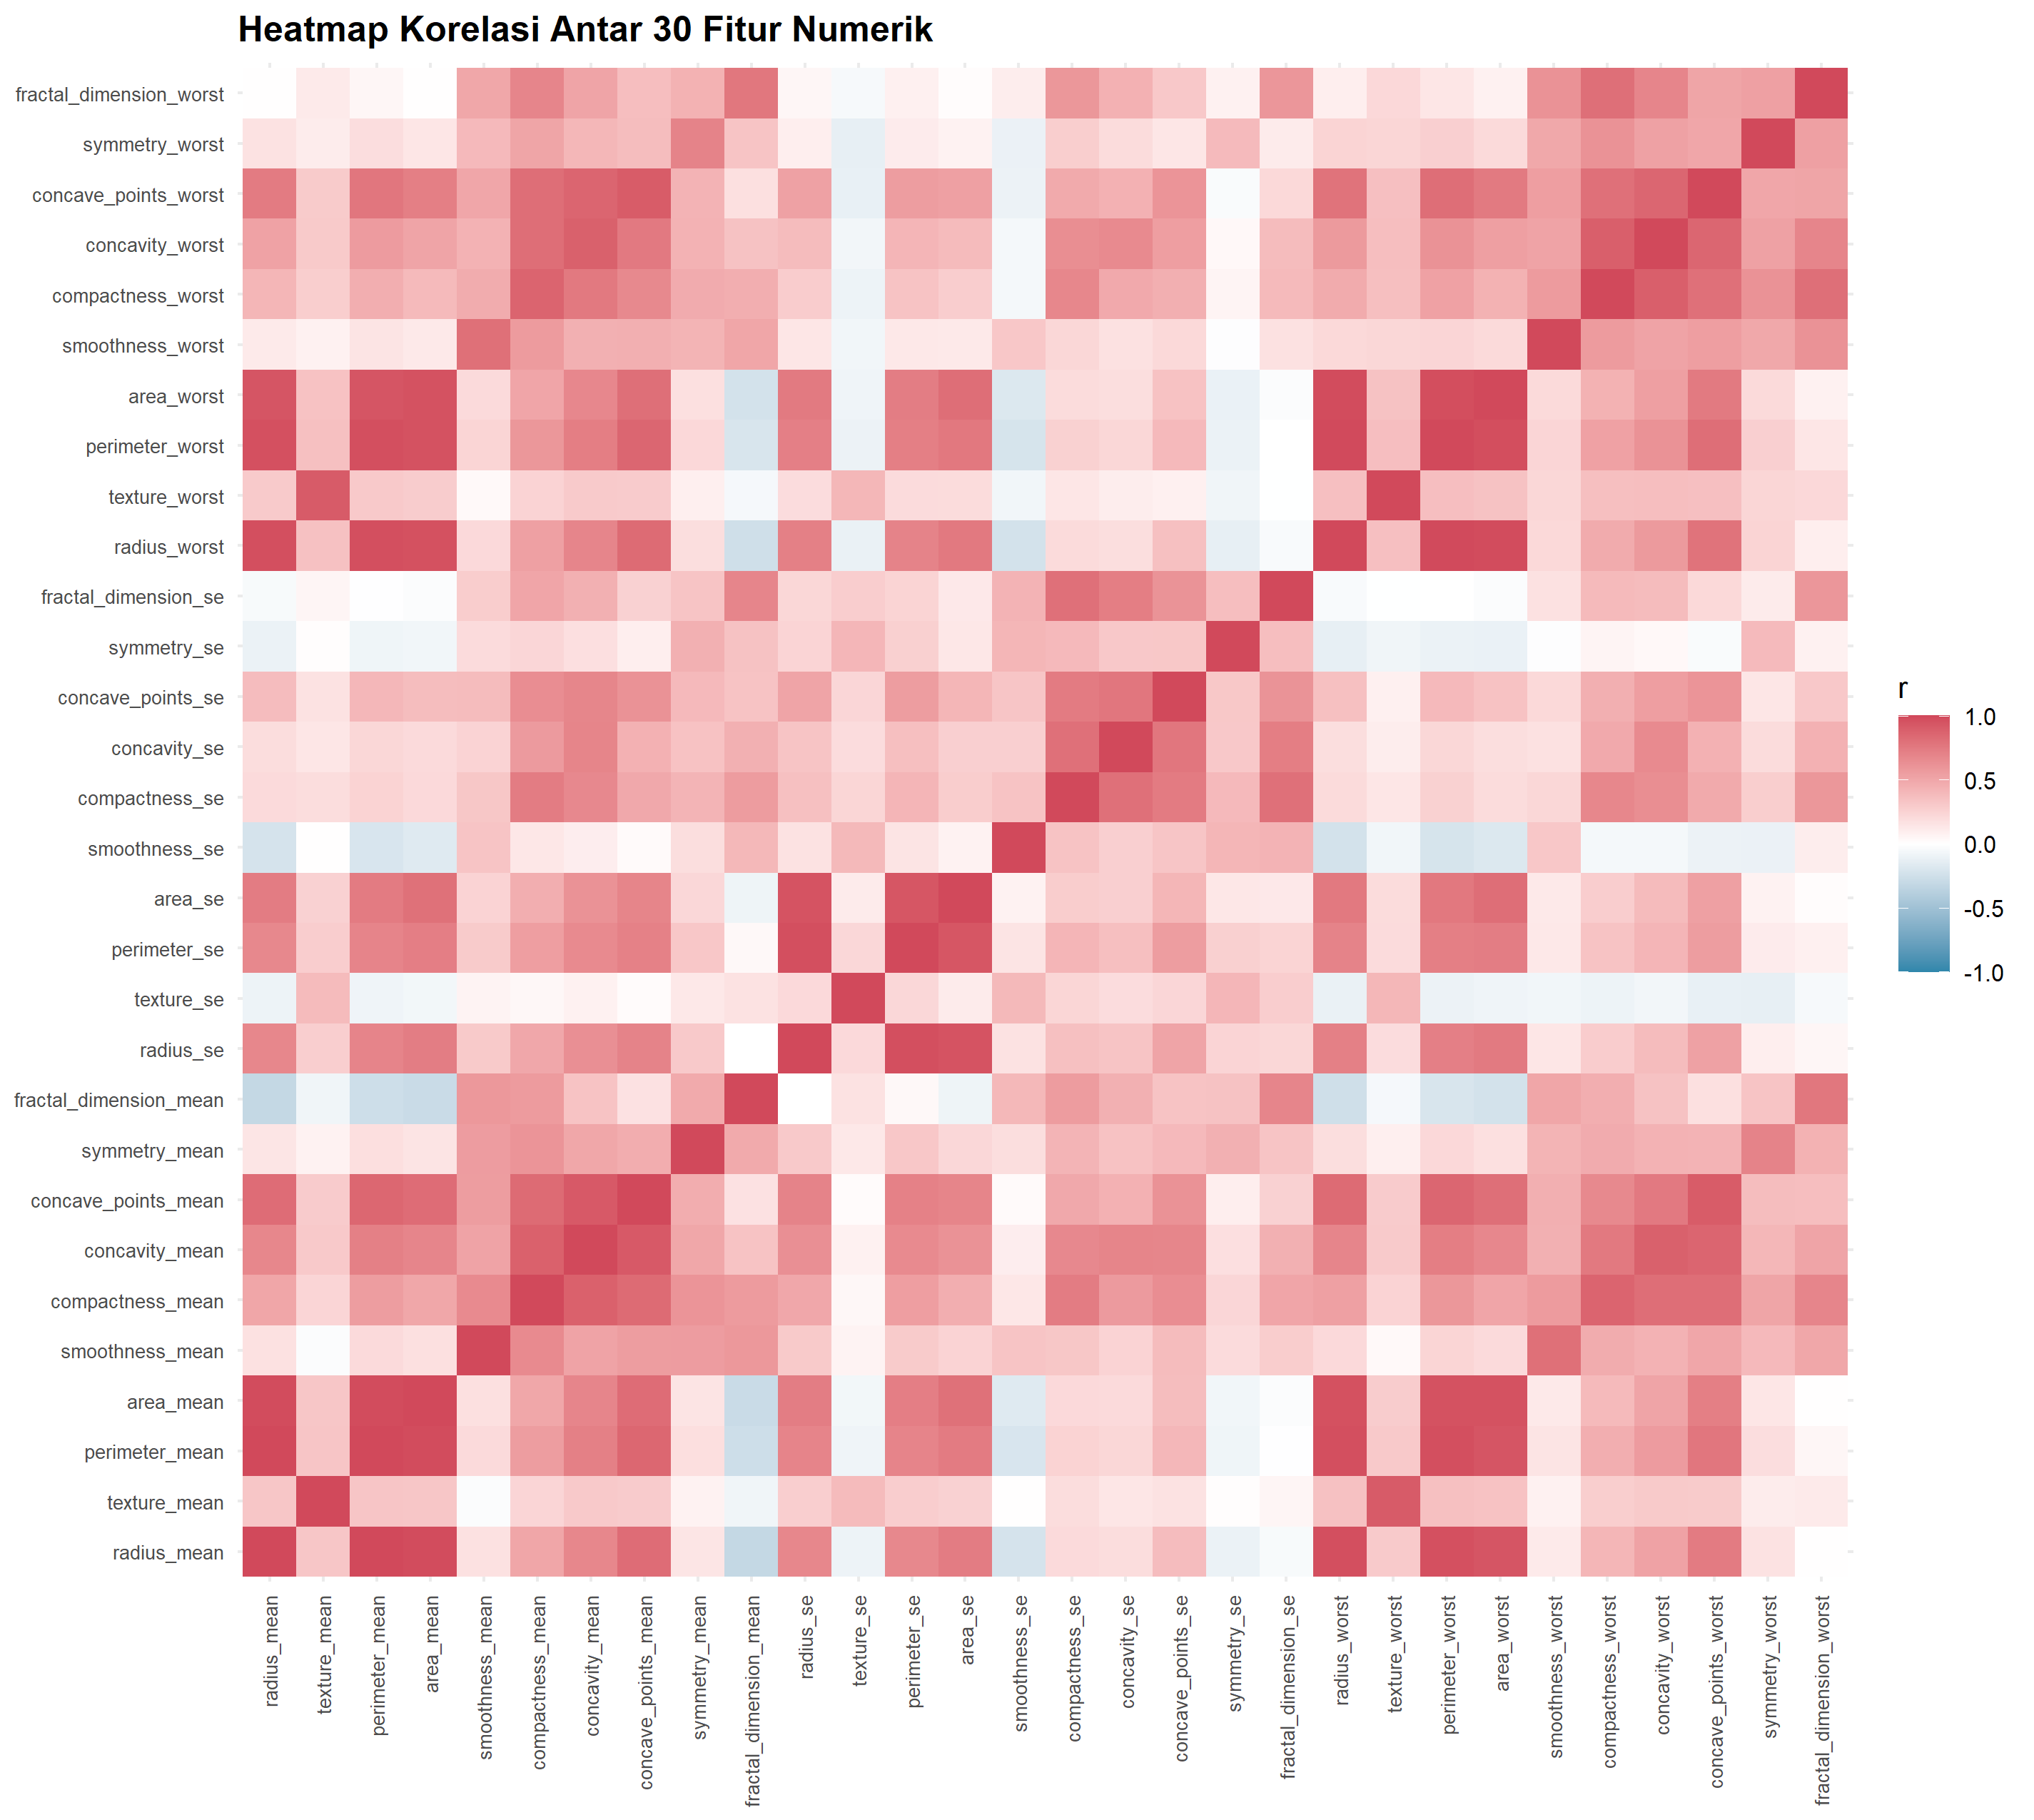 Heatmap Korelasi Antar 30 Fitur Numerik
fractal_dimension_worst
symmetry_worst
concave_points_worst
concavity_worst
compactness_worst
smoothness_worst
area_worst
perimeter_worst
texture_worst
radius_worst
fractal_dimension_se
symmetry_se
concave_points_se
concavity_se
compactness_se
smoothness_se
area_se
perimeter_se
texture_se
radius_se
fractal_dimension_mean
symmetry_mean
concave_points_mean
concavity_mean
compactness_mean
smoothness_mean
area_mean
perimeter_mean
texture_mean
radius_mean
radius_mean
texture_mean
perimeter_mean
area_mean
smoothness_mean
compactness_mean
concavity_mean
concave_points_mean
symmetry_mean
fractal_dimension_mean
radius_se
texture_se
perimeter_se
area_se
smoothness_se
compactness_se
concavity_se
concave_points_se
symmetry_se
fractal_dimension_se
radius_worst
texture_worst
perimeter_worst
area_worst
smoothness_worst
compactness_worst
concavity_worst
concave_points_worst
symmetry_worst
fractal_dimension_worst
r
1.0
0.5
0.0
-0.5
-1.0